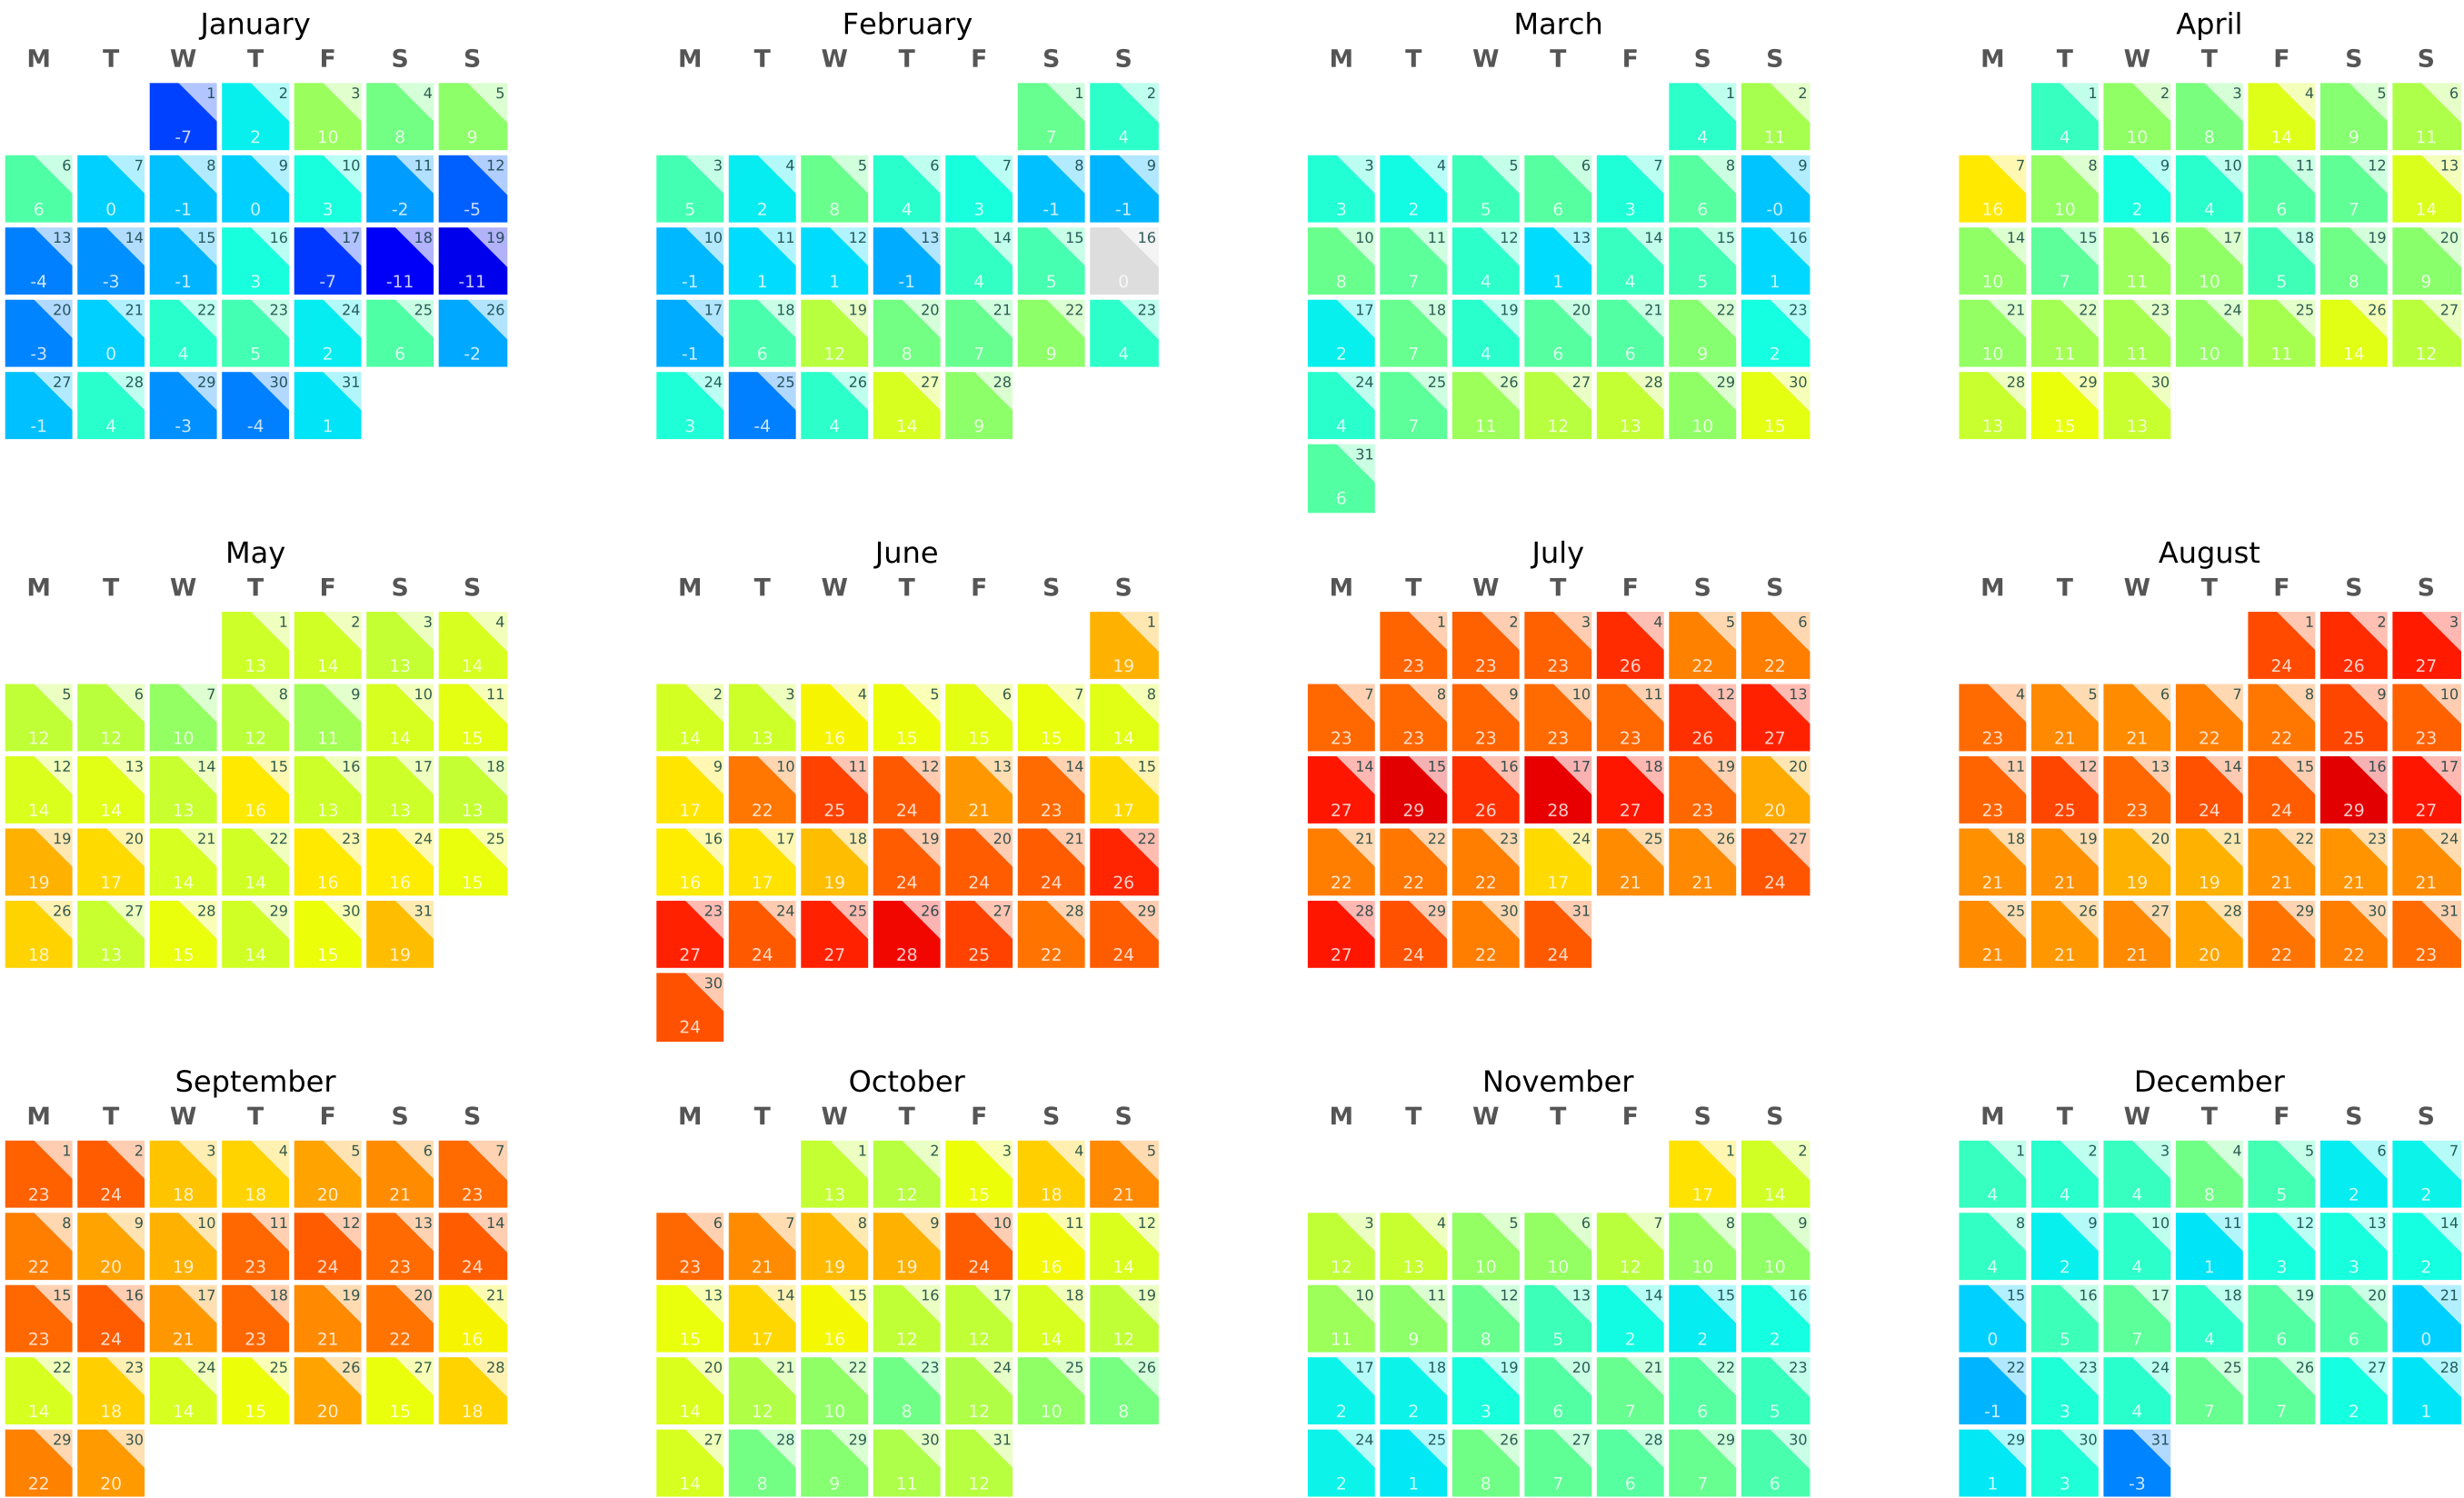 January February March April
M T W T F S S M T W T F S S M T W T F S S M T W T F S S
1 2 3 4 5 1 2 1 2 1 2 3 4 5 6
-7 2 10 8 9 7 4 4 11 4 10 8 14 9 11
6 7 8 9 10 11 12 3 4 5 6 7 8 9 3 4 5 6 7 8 9 7 8 9 10 11 12 13
6 0 -1 0 3 -2 -5 5 2 8 4 3 -1 -1 3 2 5 6 3 6 -0 16 10 2 4 6 7 14
13 14 15 16 17 18 19 10 11 12 13 14 15 16 10 11 12 13 14 15 16 14 15 16 17 18 19 20
-4 -3 -1 3 -7 -11 -11 -1 1 1 -1 4 5 0 8 7 4 1 4 5 1 10 7 11 10 5 8 9
20 21 22 23 24 25 26 17 18 19 20 21 22 23 17 18 19 20 21 22 23 21 22 23 24 25 26 27
-3 0 4 5 2 6 -2 -1 6 12 8 7 9 4 2 7 4 6 6 9 2 10 11 11 10 11 14 12
27 28 29 30 31 24 25 26 27 28 24 25 26 27 28 29 30 28 29 30
-1 4 -3 -4 1 3 -4 4 14 9 4 7 11 12 13 10 15 13 15 13
31
6
May June July August
M T W T F S S M T W T F S S M T W T F S S M T W T F S S
1 2 3 4 1 1 2 3 4 5 6 1 2 3
13 14 13 14 19 23 23 23 26 22 22 24 26 27
5 6 7 8 9 10 11 2 3 4 5 6 7 8 7 8 9 10 11 12 13 4 5 6 7 8 9 10
12 12 10 12 11 14 15 14 13 16 15 15 15 14 23 23 23 23 23 26 27 23 21 21 22 22 25 23
12 13 14 15 16 17 18 9 10 11 12 13 14 15 14 15 16 17 18 19 20 11 12 13 14 15 16 17
14 14 13 16 13 13 13 17 22 25 24 21 23 17 27 29 26 28 27 23 20 23 25 23 24 24 29 27
19 20 21 22 23 24 25 16 17 18 19 20 21 22 21 22 23 24 25 26 27 18 19 20 21 22 23 24
19 17 14 14 16 16 15 16 17 19 24 24 24 26 22 22 22 17 21 21 24 21 21 19 19 21 21 21
26 27 28 29 30 31 23 24 25 26 27 28 29 28 29 30 31 25 26 27 28 29 30 31
18 13 15 14 15 19 27 24 27 28 25 22 24 27 24 22 24 21 21 21 20 22 22 23
30
24
September October November December
M T W T F S S M T W T F S S M T W T F S S M T W T F S S
1 2 3 4 5 6 7 1 2 3 4 5 1 2 1 2 3 4 5 6 7
23 24 18 18 20 21 23 13 12 15 18 21 17 14 4 4 4 8 5 2 2
8 9 10 11 12 13 14 6 7 8 9 10 11 12 3 4 5 6 7 8 9 8 9 10 11 12 13 14
22 20 19 23 24 23 24 23 21 19 19 24 16 14 12 13 10 10 12 10 10 4 2 4 1 3 3 2
15 16 17 18 19 20 21 13 14 15 16 17 18 19 10 11 12 13 14 15 16 15 16 17 18 19 20 21
23 24 21 23 21 22 16 15 17 16 12 12 14 12 11 9 8 5 2 2 2 0 5 7 4 6 6 0
22 23 24 25 26 27 28 20 21 22 23 24 25 26 17 18 19 20 21 22 23 22 23 24 25 26 27 28
14 18 14 15 20 15 18 14 12 10 8 12 10 8 2 2 3 6 7 6 5 -1 3 4 7 7 2 1
29 30 27 28 29 30 31 24 25 26 27 28 29 30 29 30 31
22 20 14 8 9 11 12 2 1 8 7 6 7 6 1 3 -3